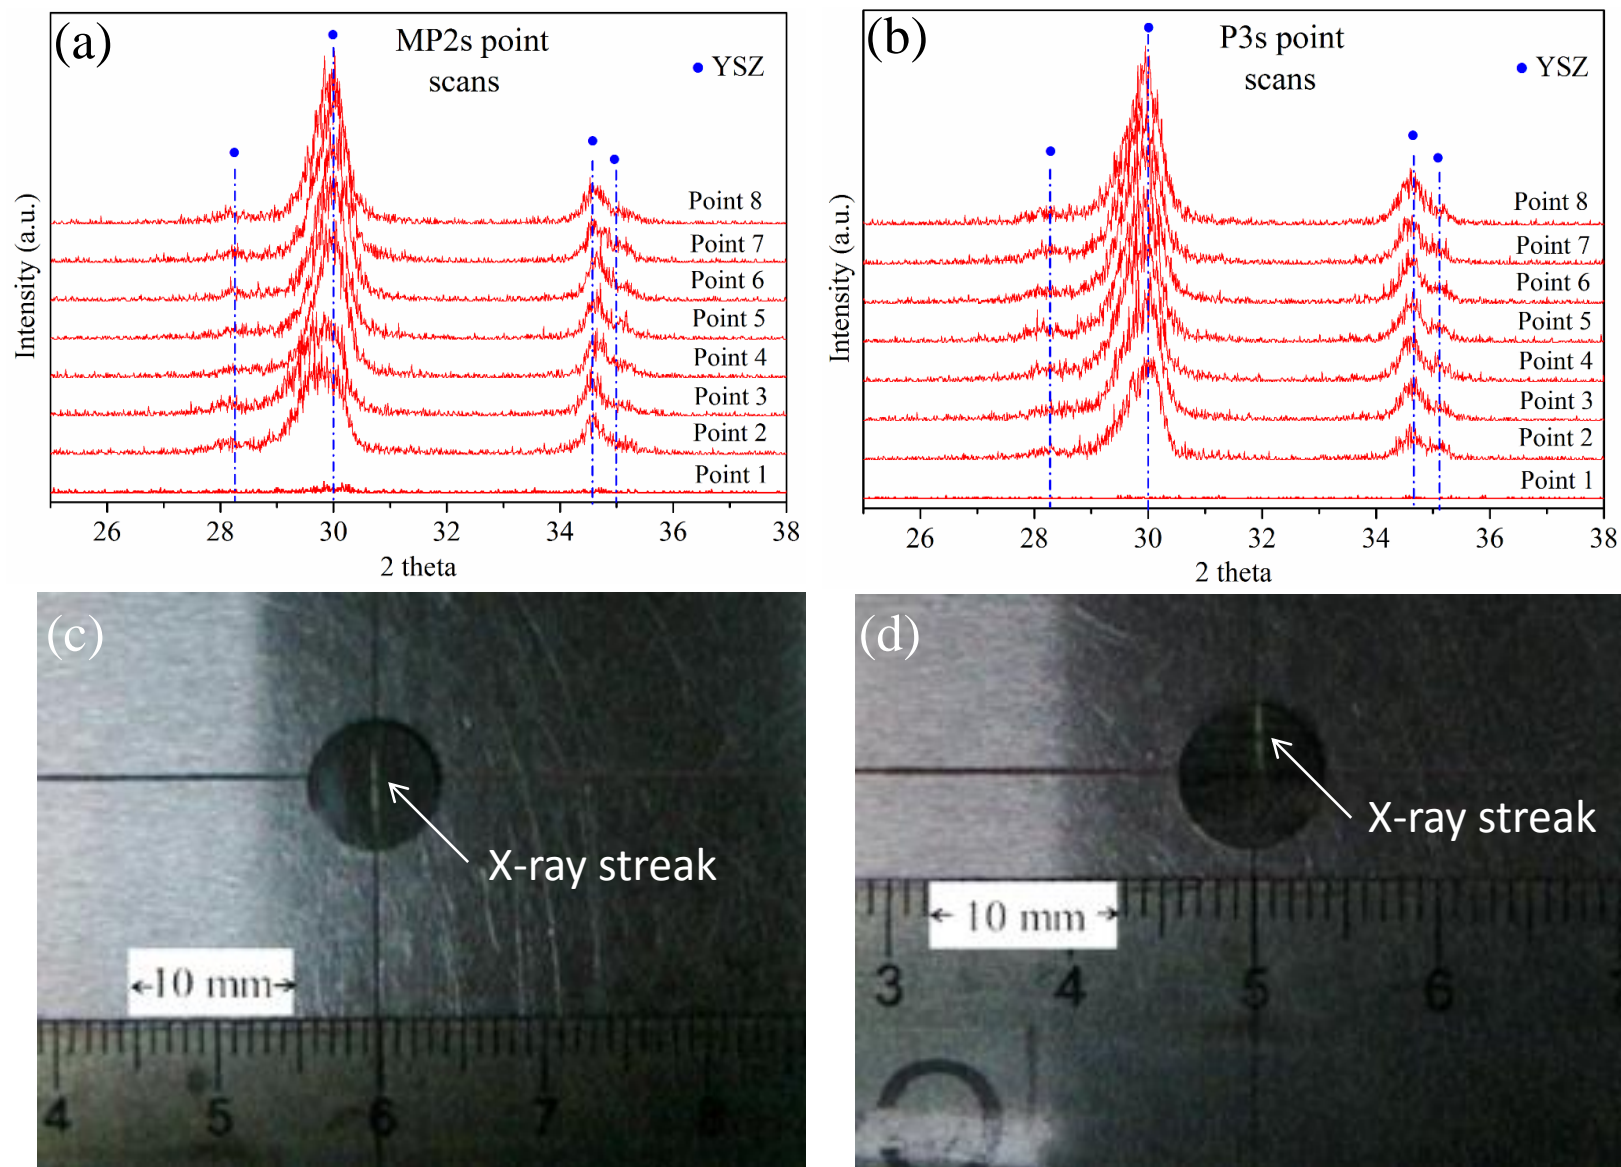 (a)
MP2s point
scans
YSZ
Point 8
Point 7
Point 6
Point 5
Point 4
Point 3
Point 2
Point 1
Intensity (a.u.)
26 28 30 32 34 36 38
2 theta
(b)
P3s point
scans
YSZ
Point 8
Point 7
Point 6
Point 5
Point 4
Point 3
Point 2
Point 1
Intensity (a.u.)
26 28 30 32 34 36 38
2 theta
(c)
X-ray streak
10 mm
4 5 6 7 8
(d)
X-ray streak
10 mm
3 4 5 6